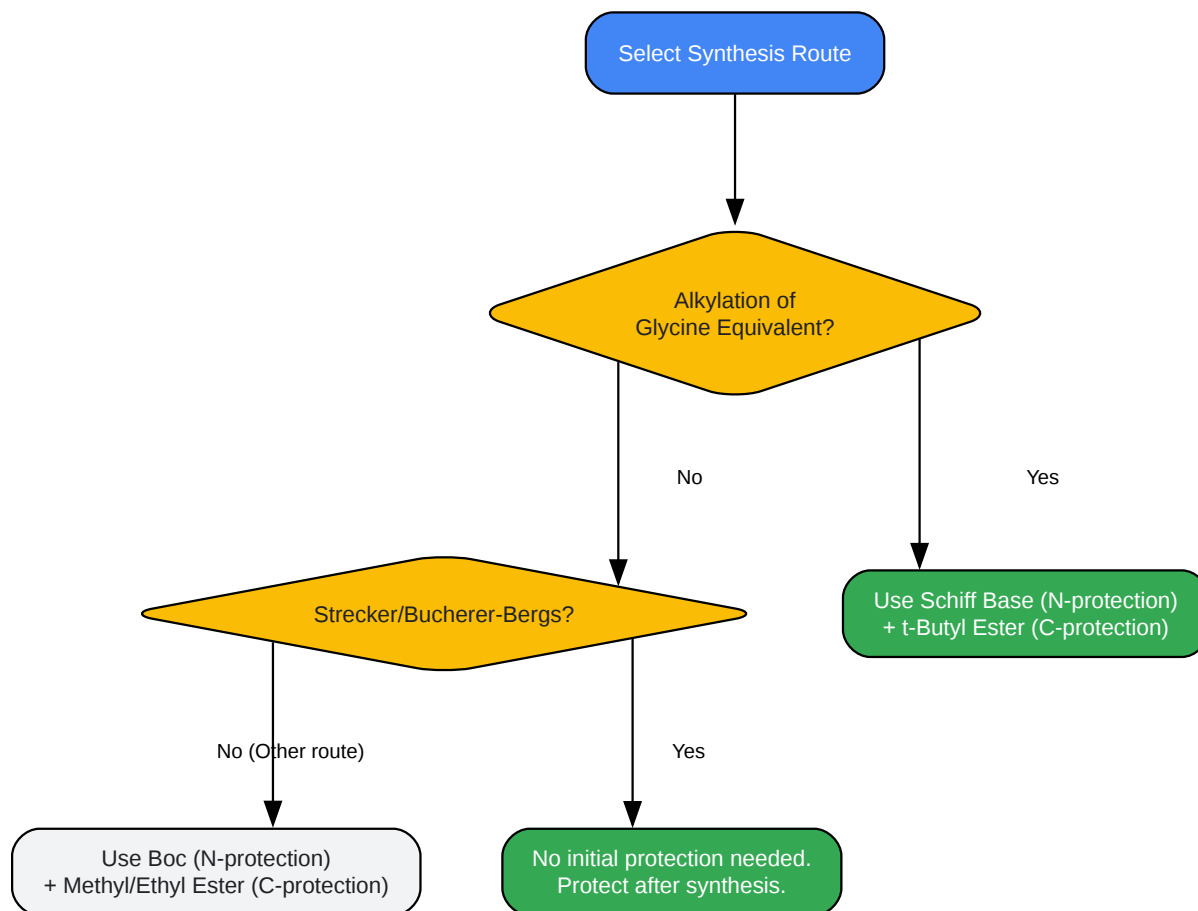 Select Synthesis Route
Alkylation of
Glycine Equivalent?
No
Yes
Strecker/Bucherer-Bergs?
Use Schiff Base (N-protection)
+ t-Butyl Ester (C-protection)
No (Other route)
Yes
Use Boc (N-protection)
+ Methyl/Ethyl Ester (C-protection)
No initial protection needed.
Protect after synthesis.